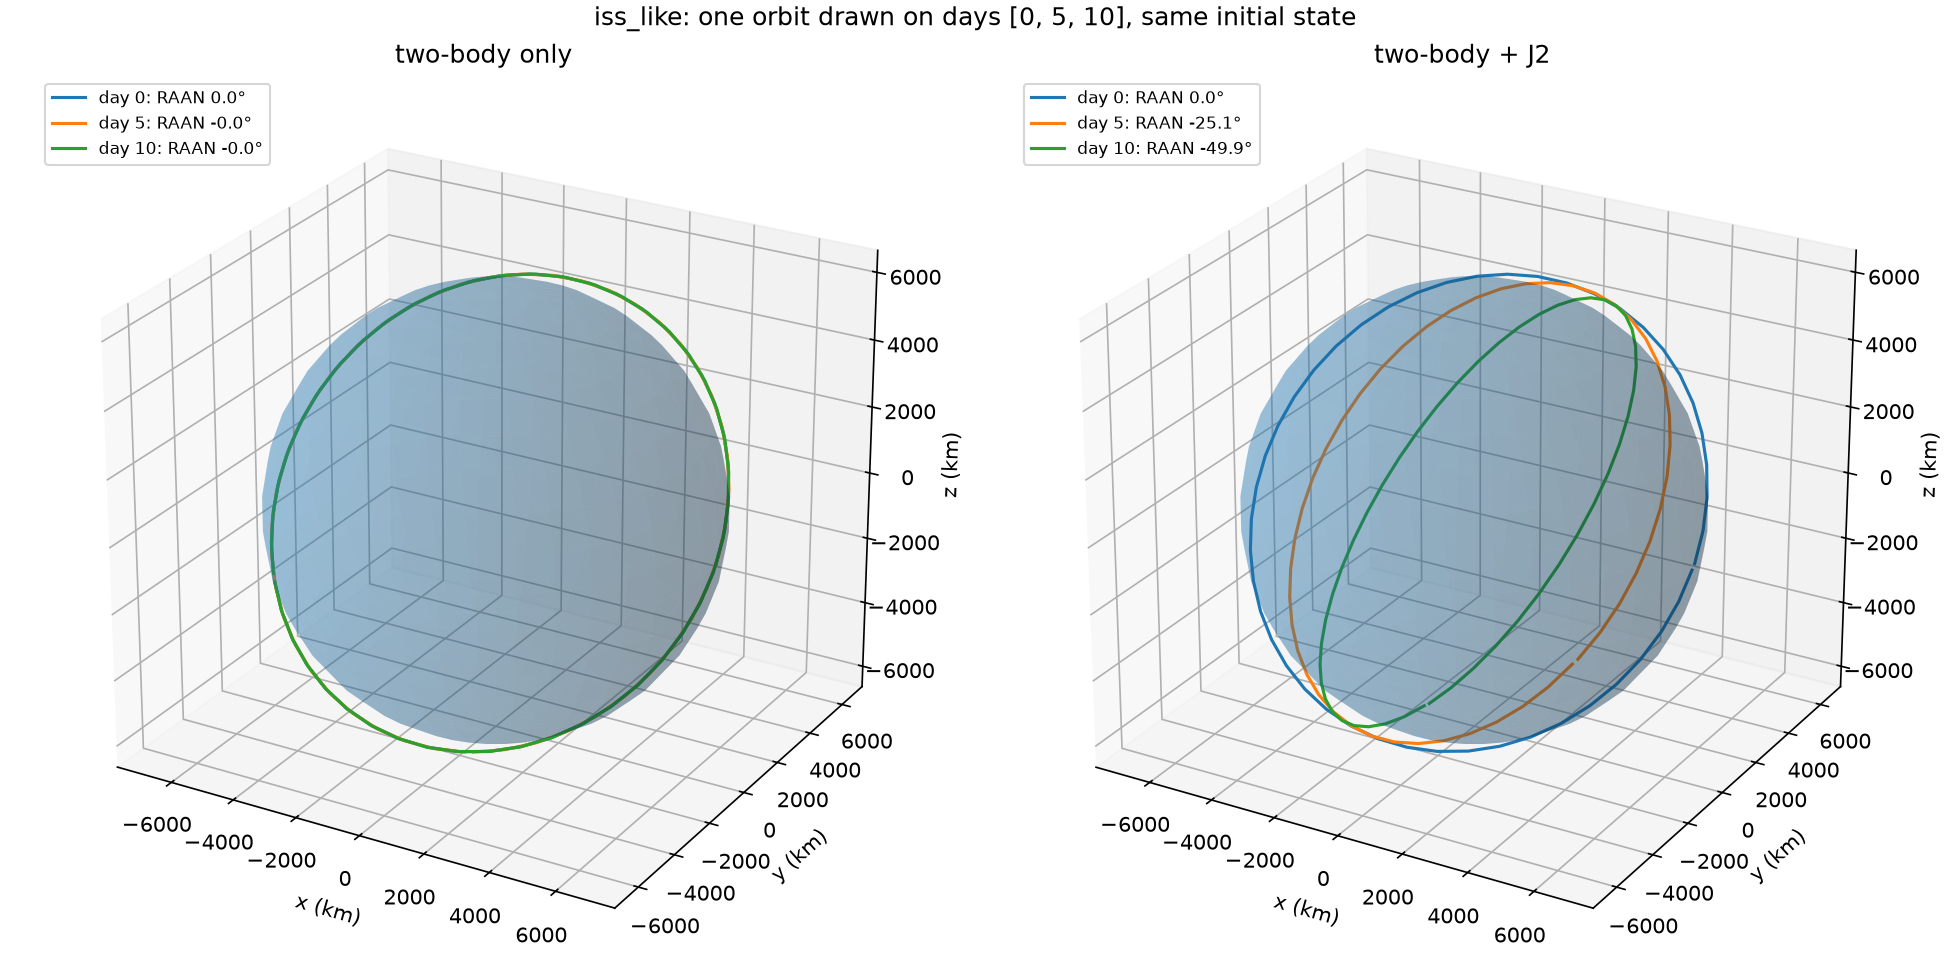 iss_like: one orbit drawn on days [0, 5, 10], same initial state
two-body only
day 0: RAAN 0.0°
day 5: RAAN -0.0°
day 10: RAAN -0.0°
6000
4000
2000
0
−2000
−4000
−6000
z (km)
−6000
−4000
−2000
0
2000
4000
6000
x (km)
6000
4000
2000
0
−2000
−4000
−6000
y (km)
two-body + J2
day 0: RAAN 0.0°
day 5: RAAN -25.1°
day 10: RAAN -49.9°
6000
4000
2000
0
−2000
−4000
−6000
z (km)
−6000
−4000
−2000
0
2000
4000
6000
x (km)
6000
4000
2000
0
−2000
−4000
−6000
y (km)